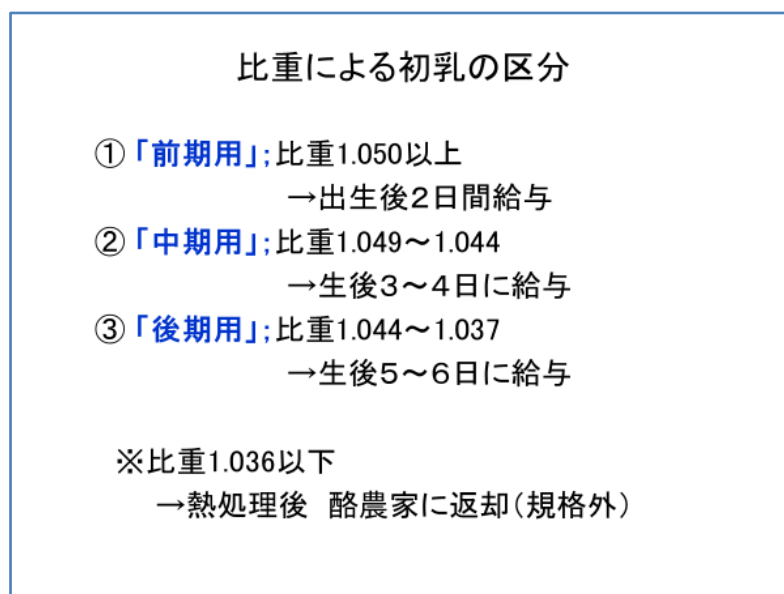 比重による初乳の区分
①「前期用」;比重1.050以上
→出生後２日間給与
②「中期用」;比重1.049～1.044
→生後３～４日に給与
③「後期用」;比重1.044～1.037
→生後５～６日に給与
※比重1.036以下
→熱処理後　酪農家に返却（規格外）